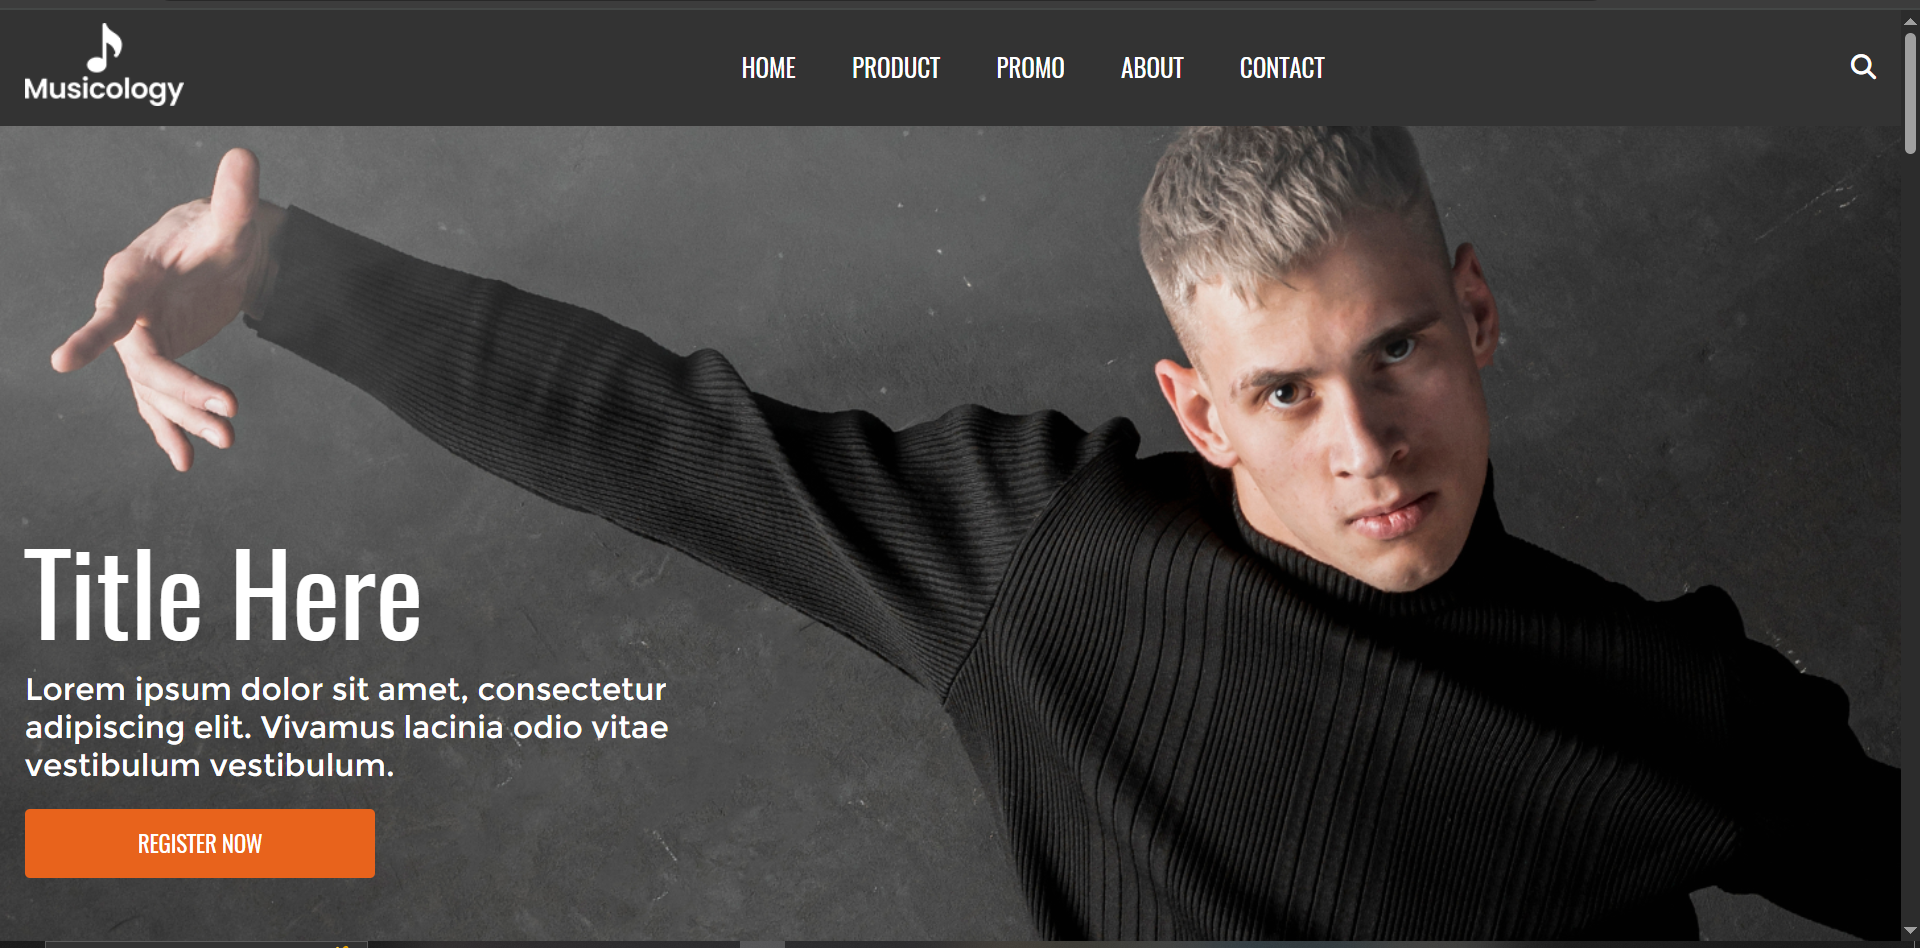 Musicology
HOME PRODUCT PROMO ABOUT CONTACT
Title Here
Lorem ipsum dolor sit amet, consectetur
adipiscing elit. Vivamus lacinia odio vitae
vestibulum vestibulum.
REGISTER NOW